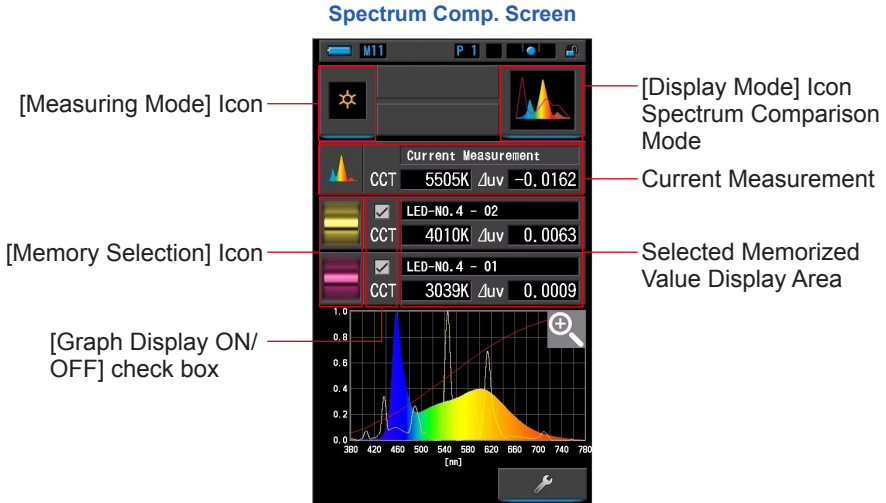 Spectrum Comp. Screen
M11 P 1
[Measuring Mode] Icon
[Display Mode] Icon
Spectrum Comparison
Mode
Current Measurement
CCT 5505K ⊿uv -0.0162
Current Measurement
LED-NO.4 - 02
CCT 4010K ⊿uv 0.0063
[Memory Selection] Icon
Selected Memorized
Value Display Area
LED-NO.4 - 01
CCT 3039K ⊿uv 0.0009
[Graph Display ON/
OFF] check box
1.0
0.8
0.6
0.4
0.2
0.0
380 420 460 500 540 580 620 660 700 740 780
[nm]